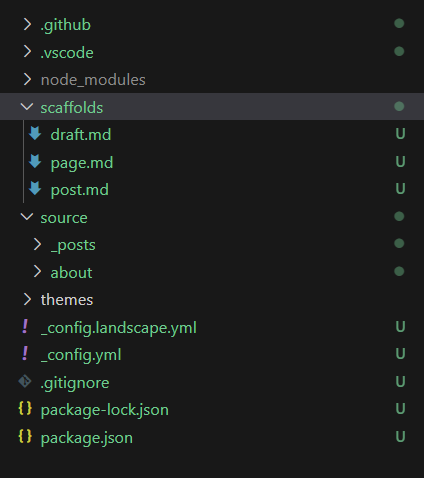 .github
.vscode
node_modules
scaffolds
draft.md U
page.md U
post.md U
source
_posts
about
themes
! _config.landscape.yml U
! _config.yml U
.gitignore U
{} package-lock.json U
{} package.json U